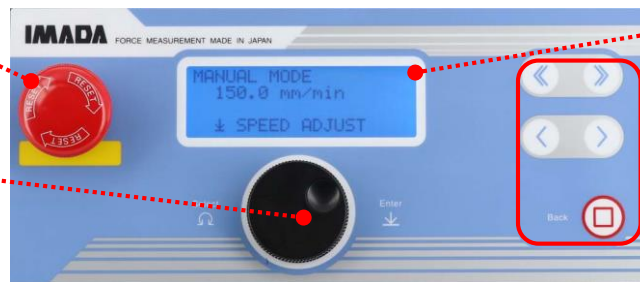 IMADA FORCE MEASUREMENT MADE IN JAPAN
RESET
RESET
RESET
MANUAL MODE
150.0 mm/min
SPEED ADJUST
Select
Enter
Back